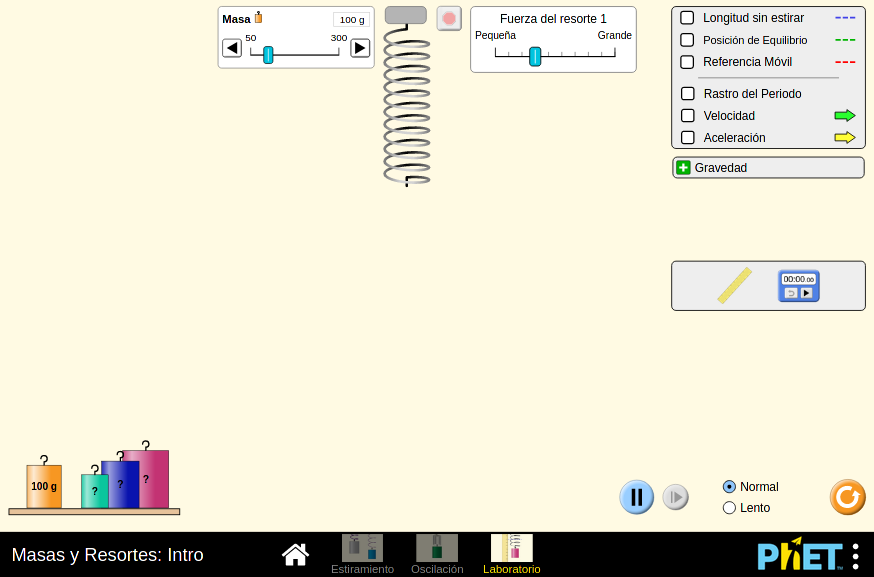 Masa
100 g
50
300
Fuerza del resorte 1
Pequeña
Grande
Longitud sin estirar
Posición de Equilibrio
Referencia Móvil
Rastro del Periodo
Velocidad
Aceleración
Gravedad
00:00.00
100 g
?
?
?
Normal
Lento
Masas y Resortes: Intro
Estiramiento
Oscilación
Laboratorio
PhET